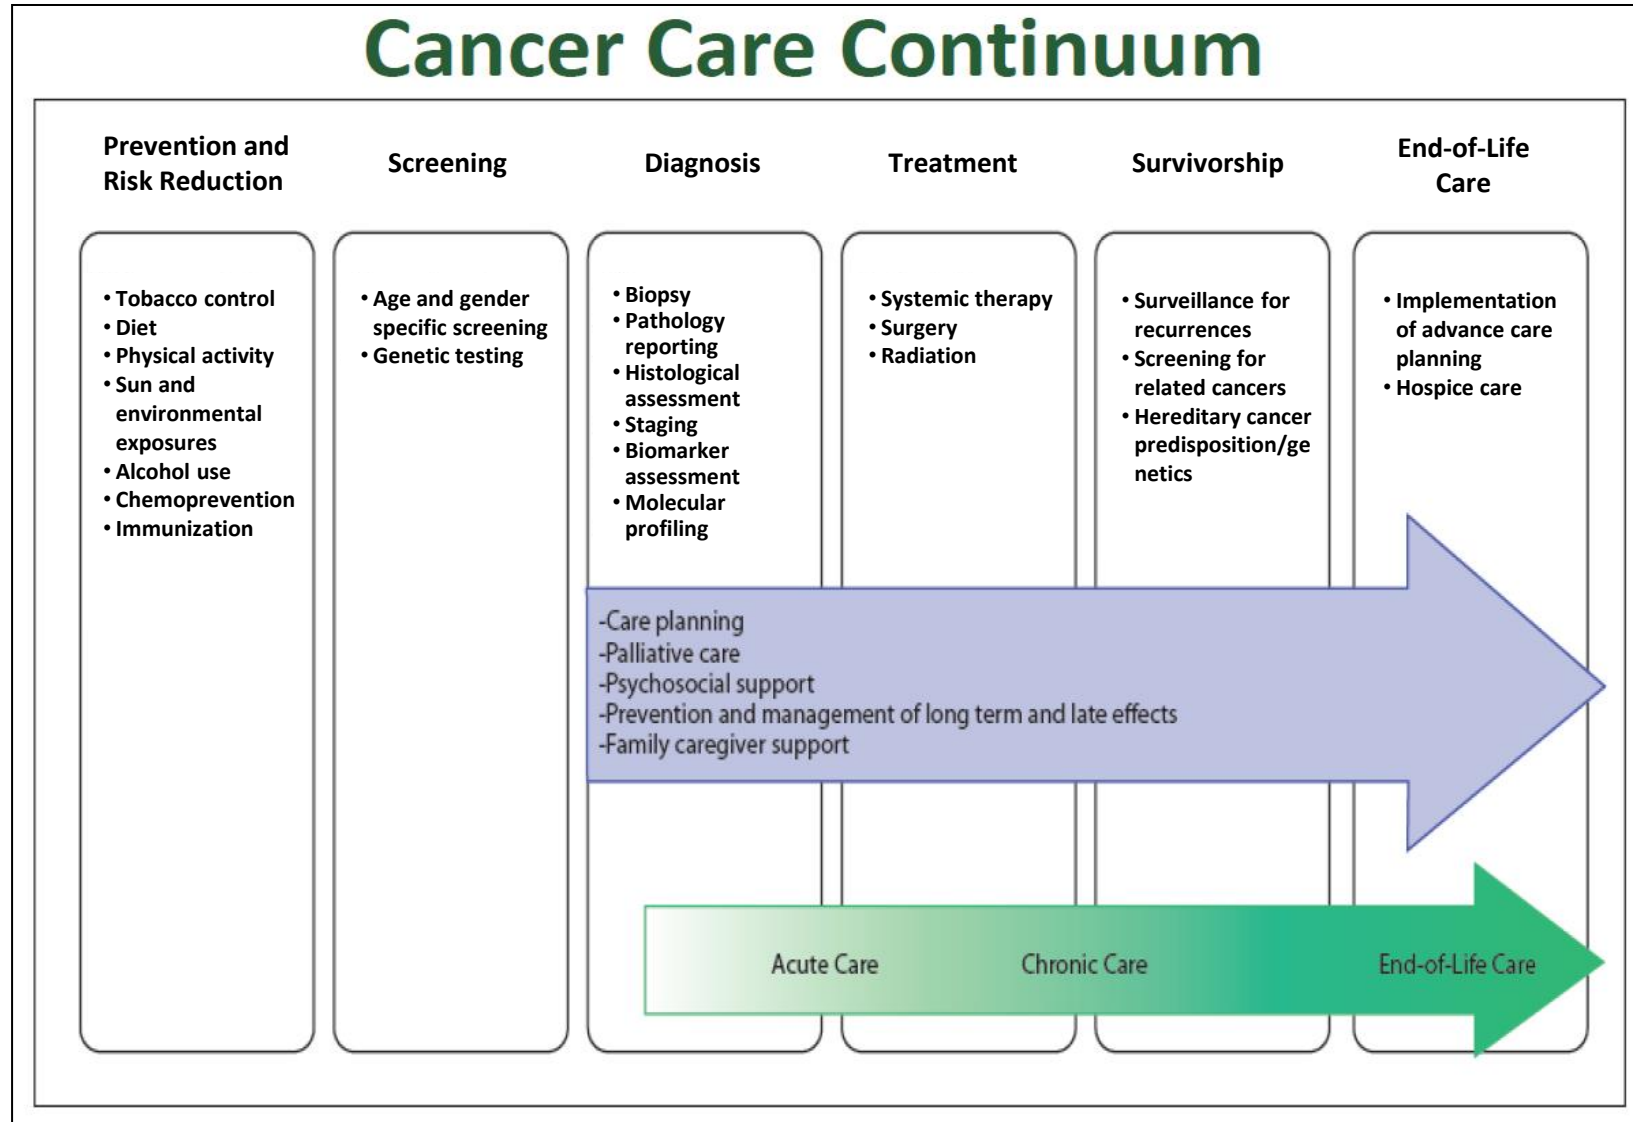 Cancer Care Continuum
Prevention and
Risk Reduction
Screening
Diagnosis
Treatment
Survivorship
End-of-Life
Care
• Tobacco control
• Diet
• Physical activity
• Sun and
environmental
exposures
• Alcohol use
• Chemoprevention
• Immunization
• Age and gender
specific screening
• Genetic testing
• Biopsy
• Pathology
reporting
• Histological
assessment
• Staging
• Biomarker
assessment
• Molecular
profiling
• Systemic therapy
• Surgery
• Radiation
• Surveillance for
recurrences
• Screening for
related cancers
• Hereditary cancer
predisposition/ge
netics
• Implementation
of advance care
planning
• Hospice care
-Care planning
-Palliative care
-Psychosocial support
-Prevention and management of long term and late effects
-Family caregiver support
Acute Care
Chronic Care
End-of-Life Care